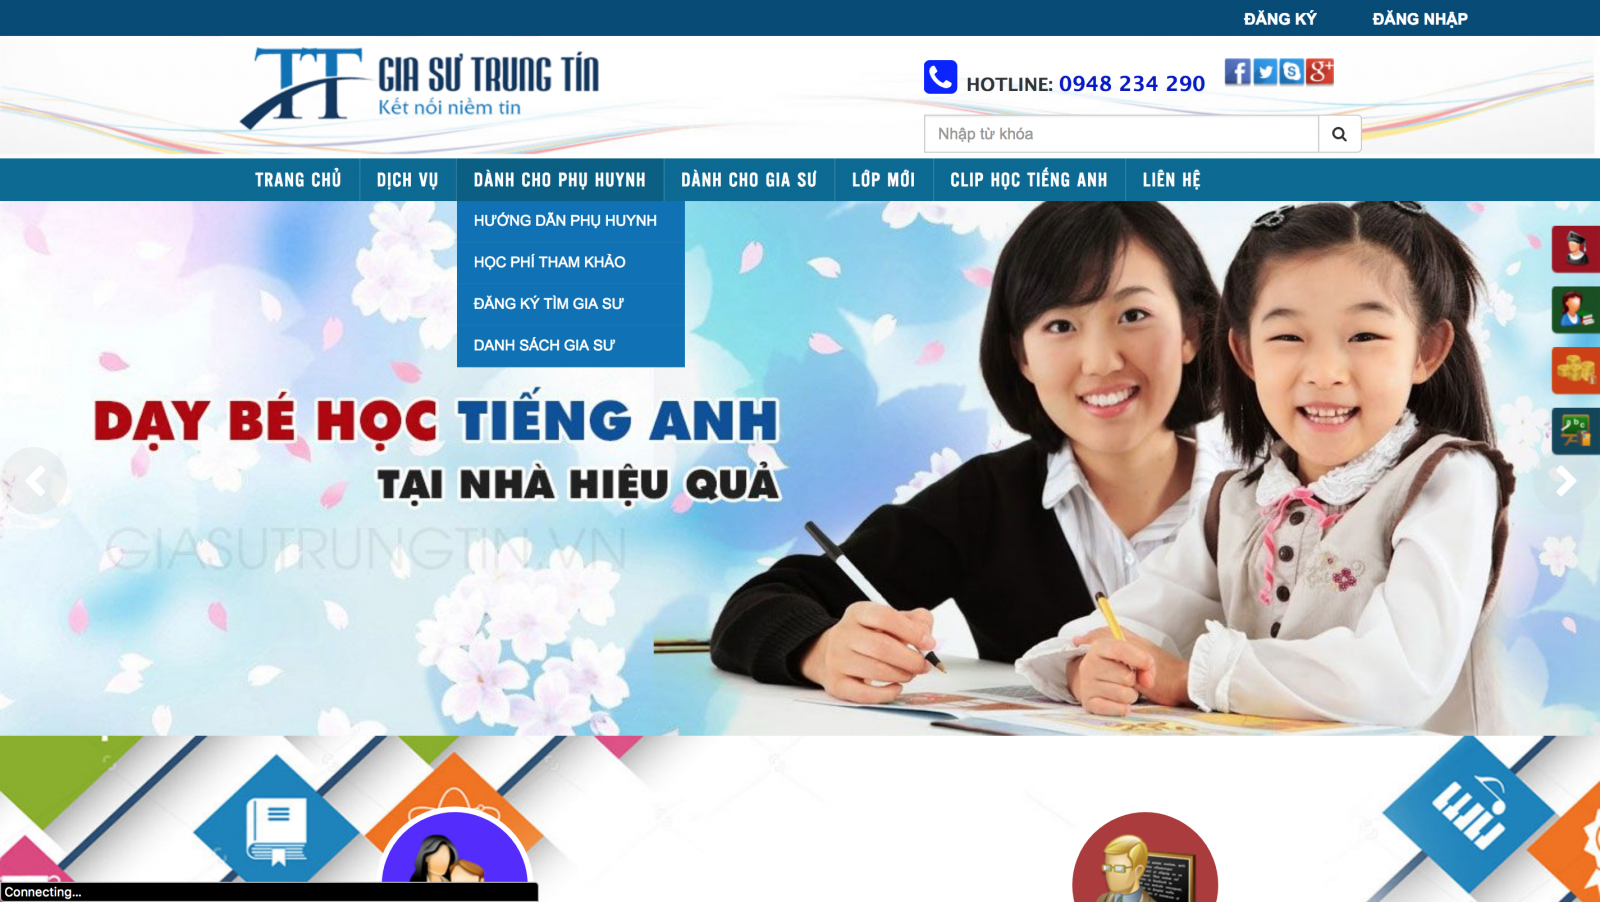 ĐĂNG KÝ
ĐĂNG NHẬP
TT
GIA SƯ TRUNG TÍN
Kết nối niềm tin
HOTLINE: 0948 234 290
Nhập từ khóa
TRANG CHỦ
DỊCH VỤ
DÀNH CHO PHỤ HUYNH
DÀNH CHO GIA SƯ
LỚP MỚI
CLIP HỌC TIẾNG ANH
LIÊN HỆ
HƯỚNG DẪN PHỤ HUYNH
HỌC PHÍ THAM KHẢO
ĐĂNG KÝ TÌM GIA SƯ
DANH SÁCH GIA SƯ
DẠY BÉ HỌC TIẾNG ANH
TẠI NHÀ HIỆU QUẢ
GIASUTRUNGTIN.VN
Connecting...